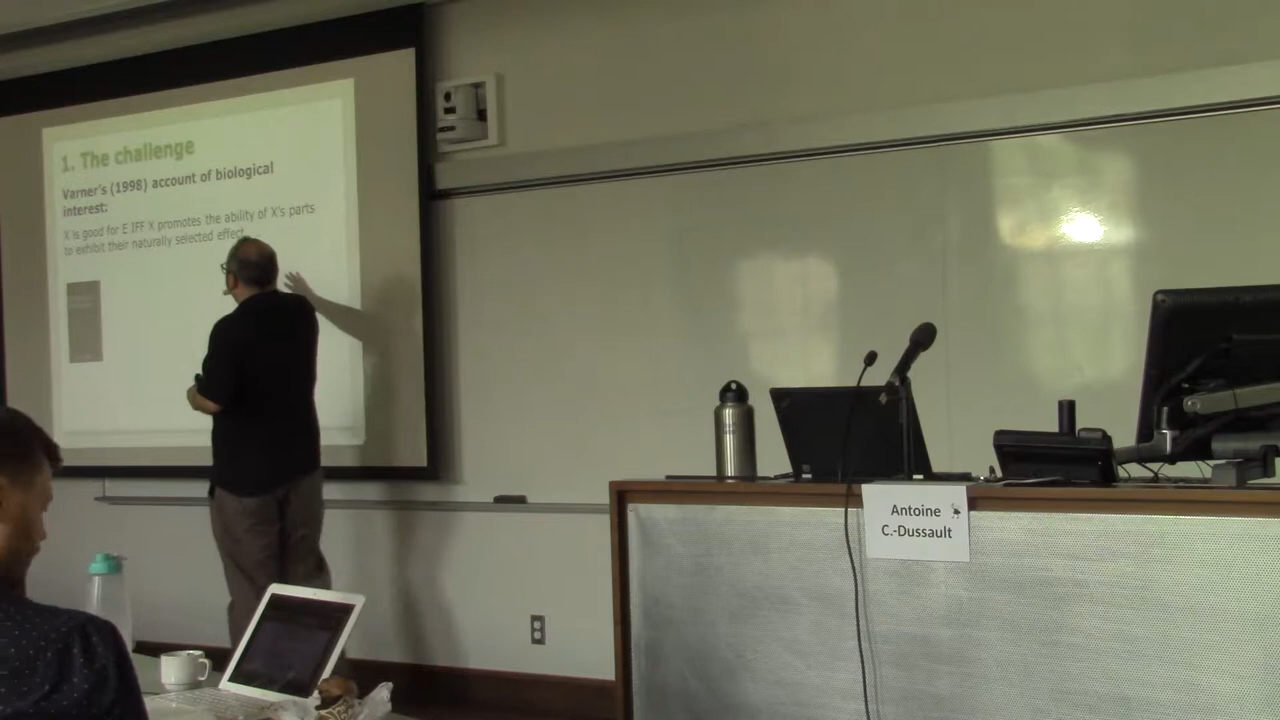 1. The challenge
Varner's (1998) account of biological
interest:
X is good for E IFF X promotes the ability of X's parts
to exhibit their naturally selected effect.
Antoine
C.-Dussault